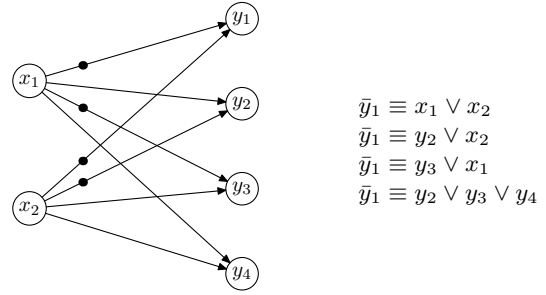 y₁
x₁
y₂
y₃
x₂
y₄
ȳ₁ ≡ x₁ ∨ x₂
ȳ₁ ≡ y₂ ∨ x₂
ȳ₁ ≡ y₃ ∨ x₁
ȳ₁ ≡ y₂ ∨ y₃ ∨ y₄